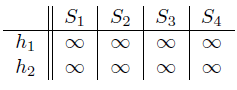 S₁ S₂ S₃ S₄
h₁ ∞ ∞ ∞ ∞
h₂ ∞ ∞ ∞ ∞